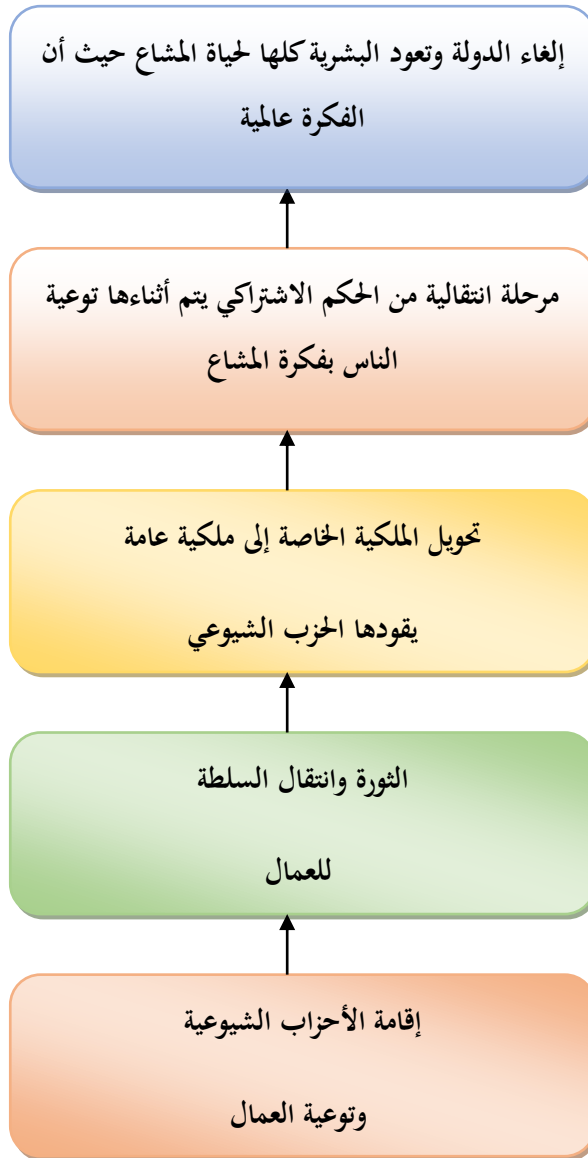 إلغاء الدولة وتعود البشرية كلها لحياة المشاع حيث أن
الفكرة عالمية
مرحلة انتقالية من الحكم الاشتراكي يتم أثناءها توعية
الناس بفكرة المشاع
تحويل الملكية الخاصة إلى ملكية عامة
يقودها الحزب الشيوعي
الثورة وانتقال السلطة
للعمال
إقامة الأحزاب الشيوعية
وتوعية العمال